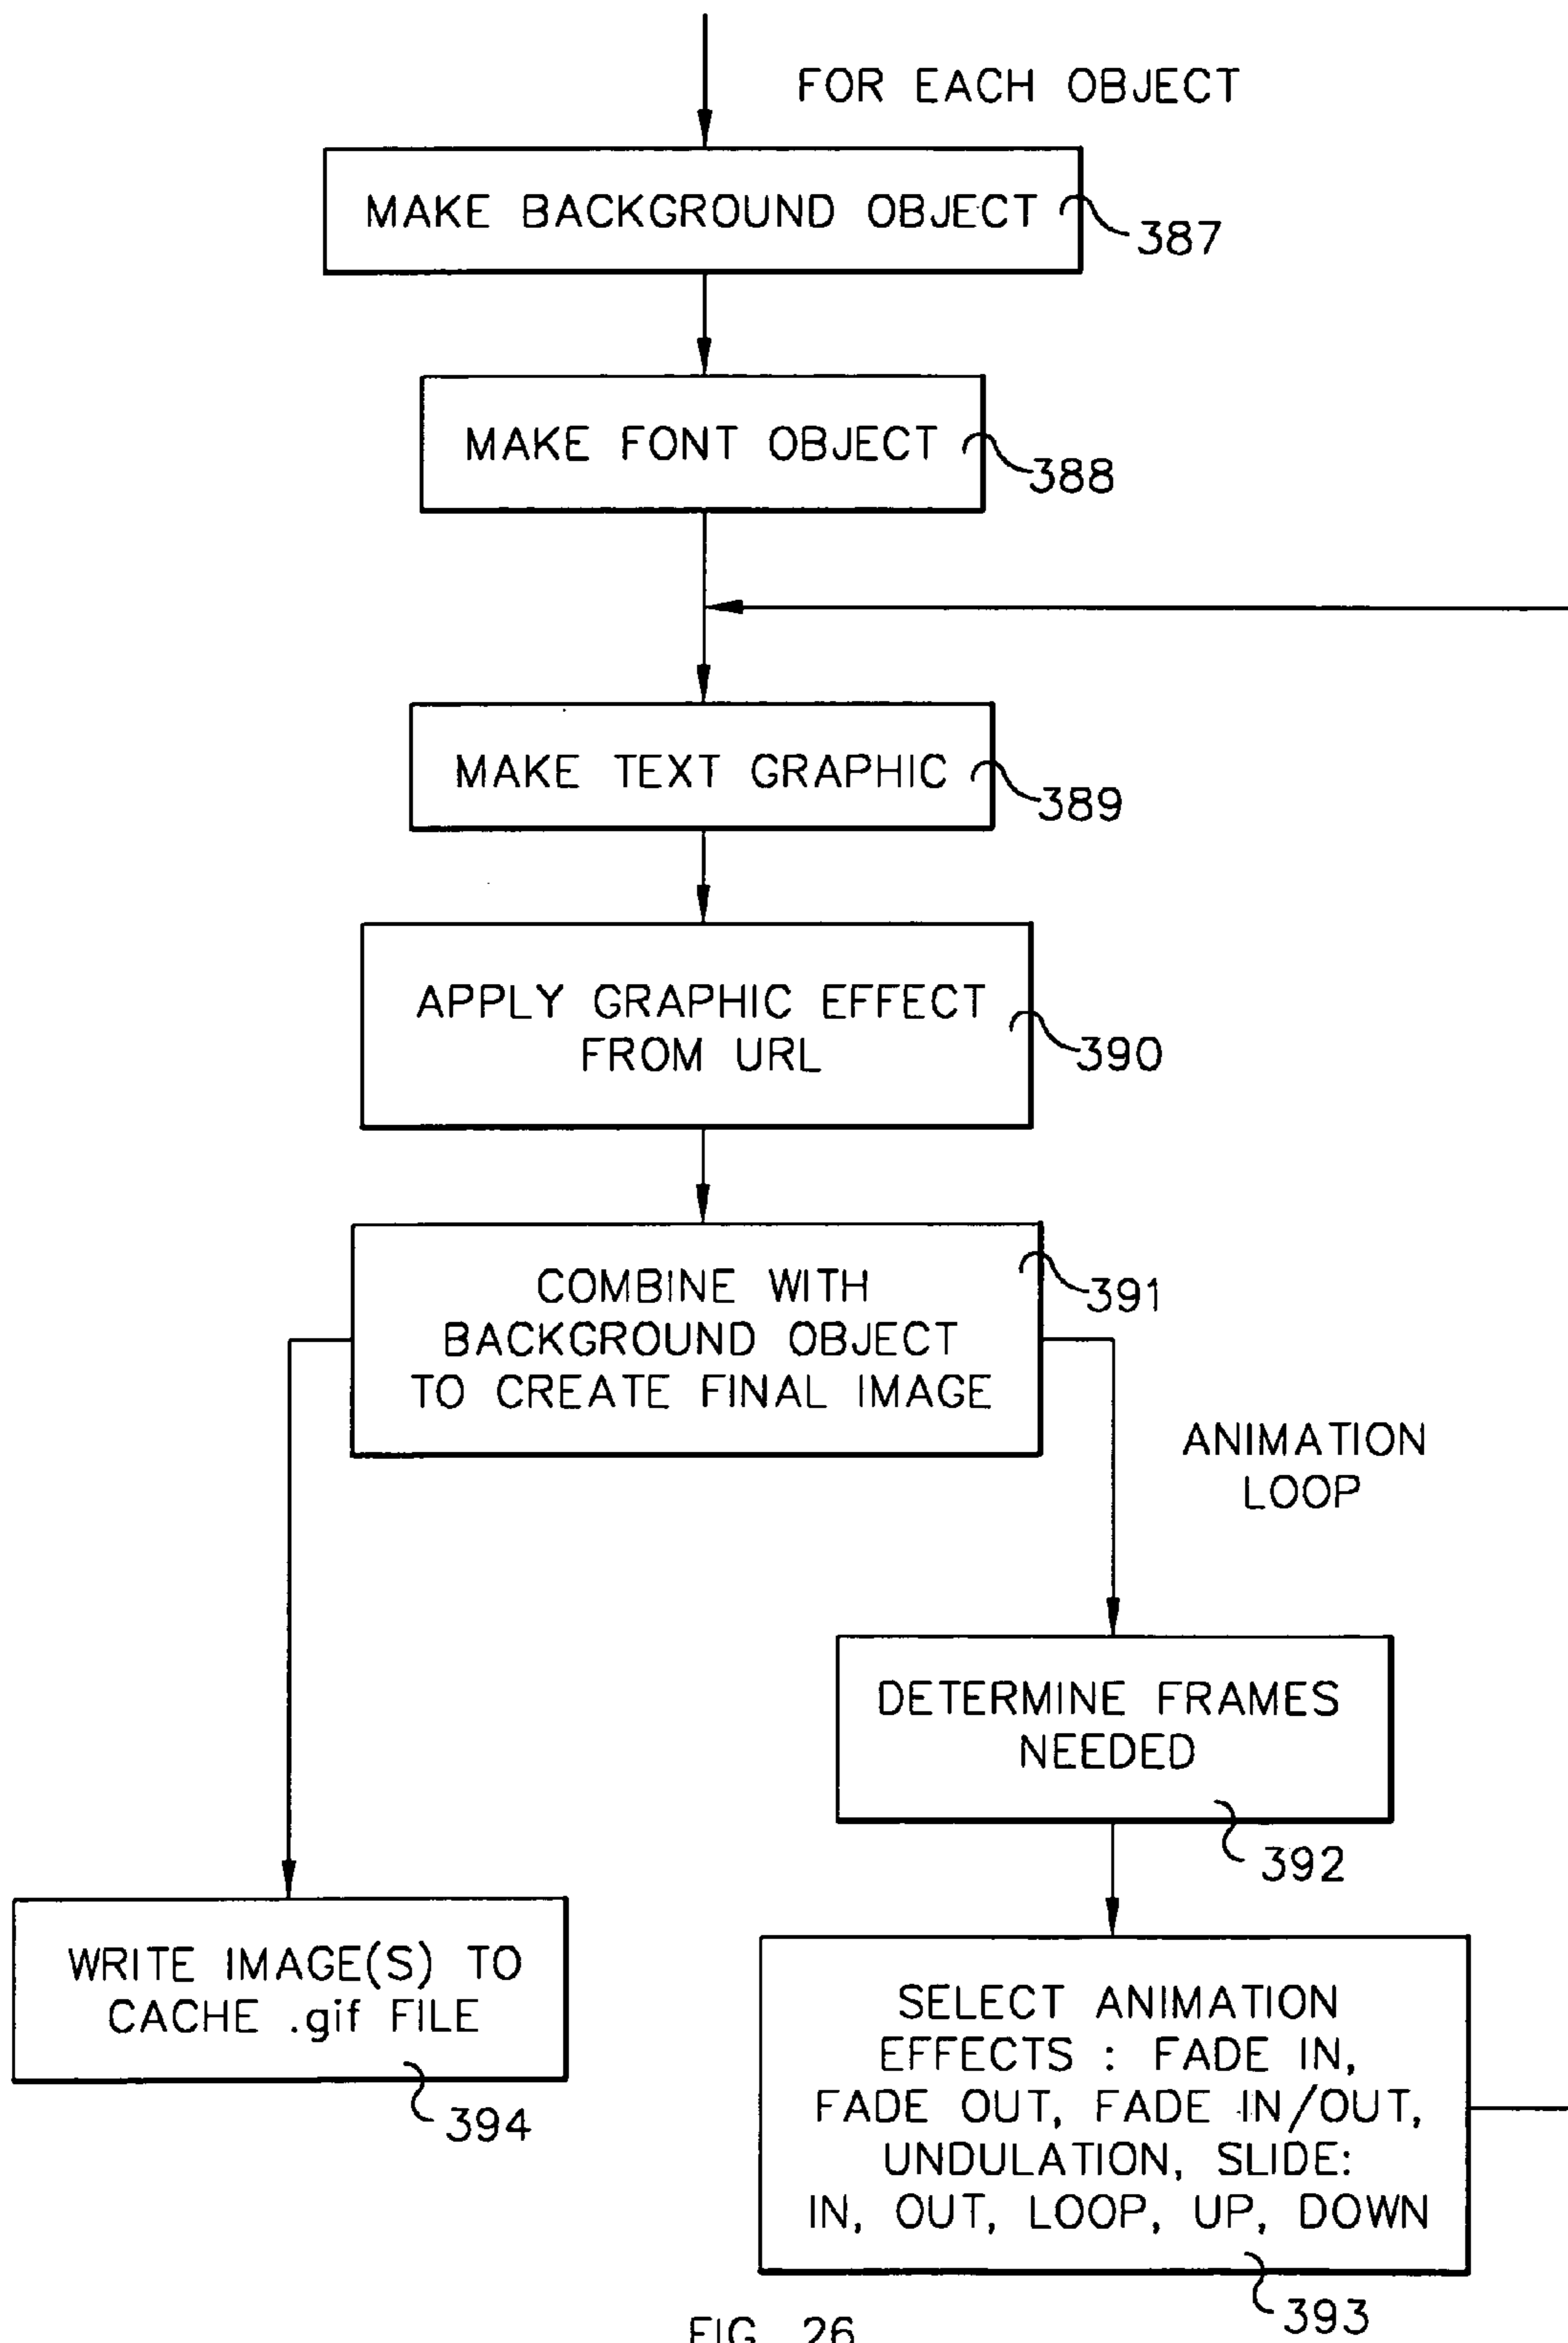 FOR EACH OBJECT
MAKE BACKGROUND OBJECT
387
MAKE FONT OBJECT
388
MAKE TEXT GRAPHIC
389
APPLY GRAPHIC EFFECT
FROM URL
390
COMBINE WITH
BACKGROUND OBJECT
TO CREATE FINAL IMAGE
391
ANIMATION
LOOP
DETERMINE FRAMES
NEEDED
392
WRITE IMAGE(S) TO
CACHE .gif FILE
394
SELECT ANIMATION
EFFECTS : FADE IN,
FADE OUT, FADE IN/OUT,
UNDULATION, SLIDE:
IN, OUT, LOOP, UP, DOWN
393
FIG. 26